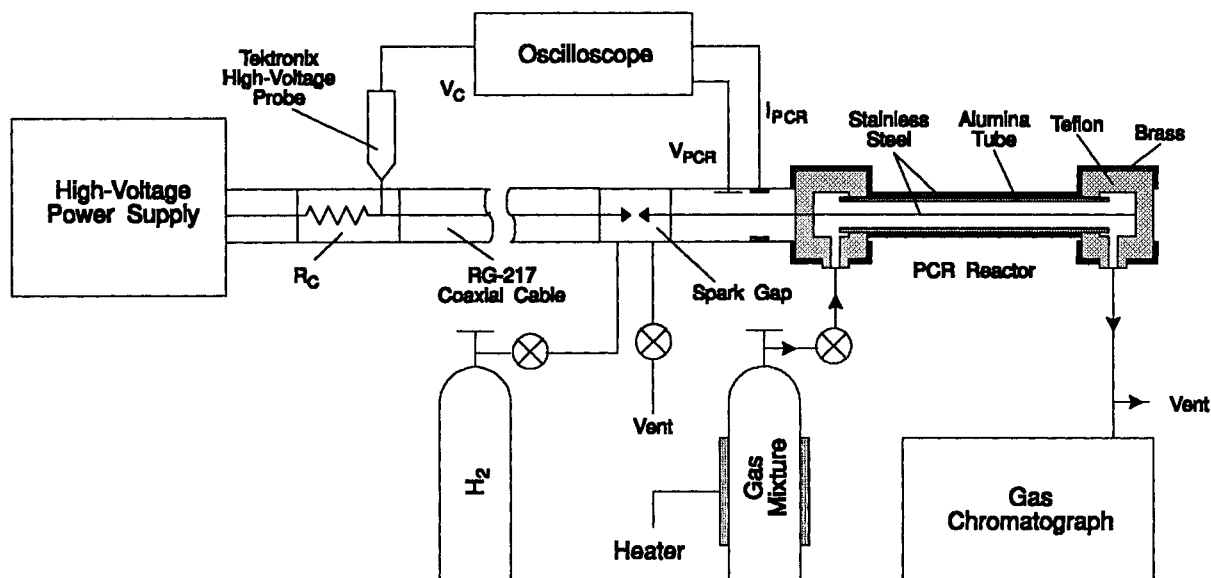 Tektronix
High-Voltage
Probe
Oscilloscope
V_C
I_PCR
V_PCR
Stainless
Steel
Alumina
Tube
Teflon
Brass
High-Voltage
Power Supply
R_C
RG-217
Coaxial Cable
Spark Gap
PCR Reactor
H₂
Vent
Heater
Gas
Mixture
Vent
Gas
Chromatograph